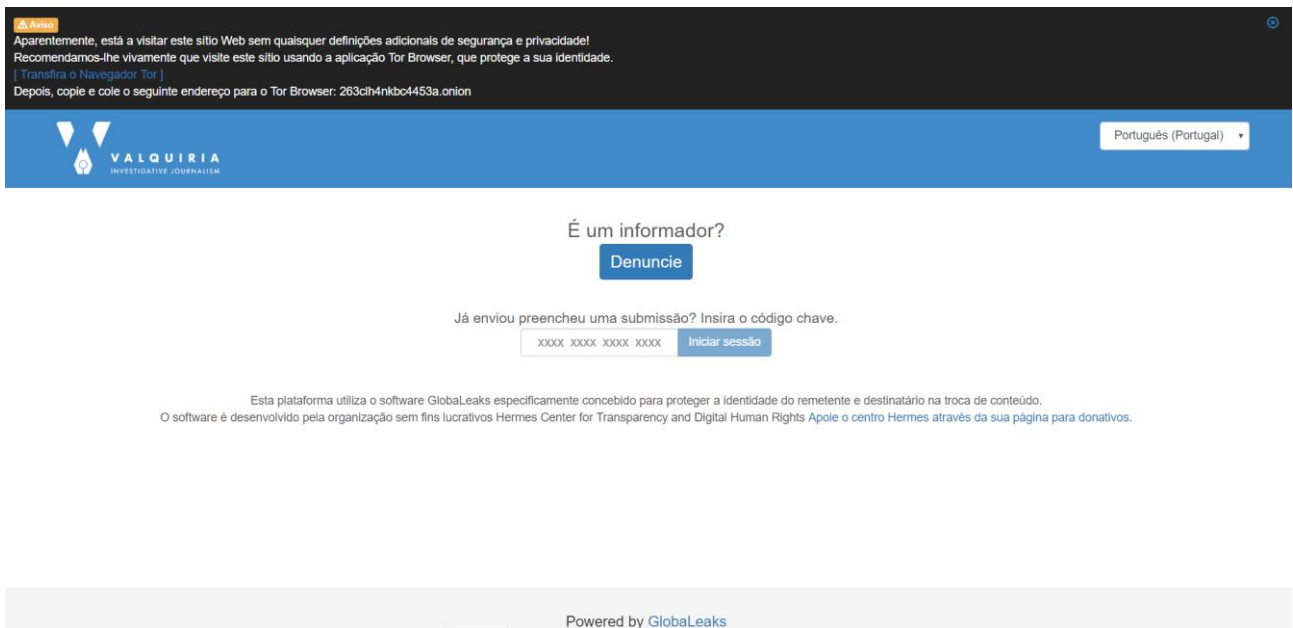 Aviso
Aparentemente, está a visitar este sítio Web sem quaisquer definições adicionais de segurança e privacidade!
Recomendamos-lhe vivamente que visite este sítio usando a aplicação Tor Browser, que protege a sua identidade.
[ Transfira o Navegador Tor ]
Depois, copie e cole o seguinte endereço para o Tor Browser: 263clh4nkbc4453a.onion
VALQUIRIA
INVESTIGATIVE JOURNALISM
Português (Portugal)
É um informador?
Denuncie
Já enviou preencheu uma submissão? Insira o código chave.
xxxx xxxx xxxx xxxx
Iniciar sessão
Esta plataforma utiliza o software GlobaLeaks especificamente concebido para proteger a identidade do remetente e destinatário na troca de conteúdo.
O software é desenvolvido pela organização sem fins lucrativos Hermes Center for Transparency and Digital Human Rights Apoie o centro Hermes através da sua página para donativos.
Powered by GlobaLeaks